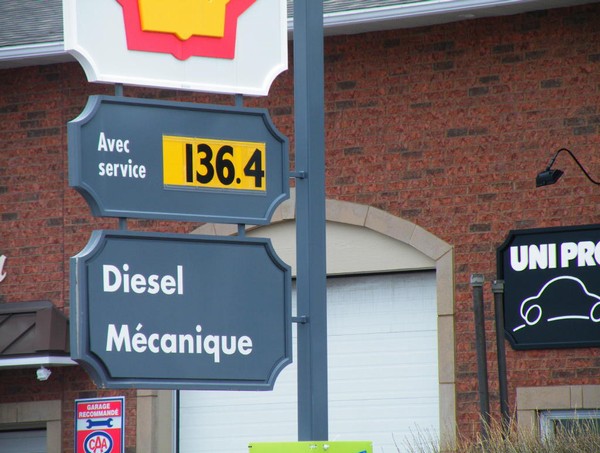 Avec
service
136.4
Diesel
Mécanique
UNI PRO
GARAGE
RECOMMANDÉ
CAA